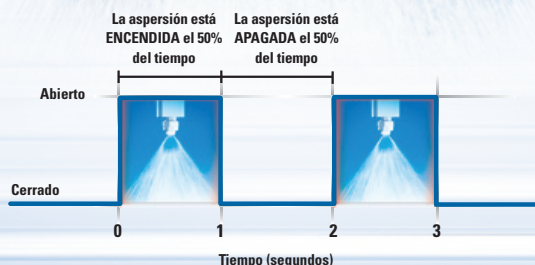 La aspersión está
ENCENDIDA el 50%
del tiempo
La aspersión está
APAGADA el 50%
del tiempo
Abierto
Cerrado
0 1 2 3
Tiempo (segundos)